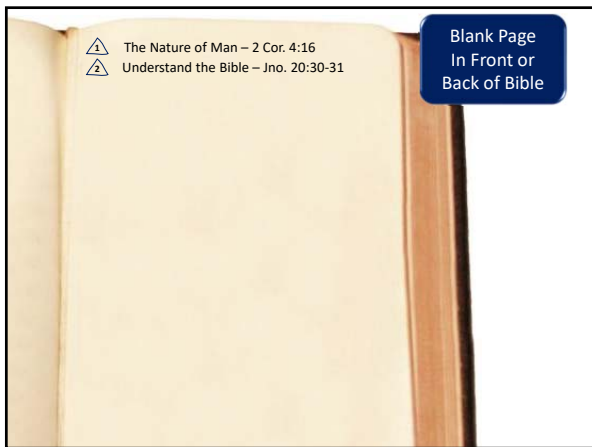 1 The Nature of Man – 2 Cor. 4:16
2 Understand the Bible – Jno. 20:30-31
Blank Page
In Front or
Back of Bible